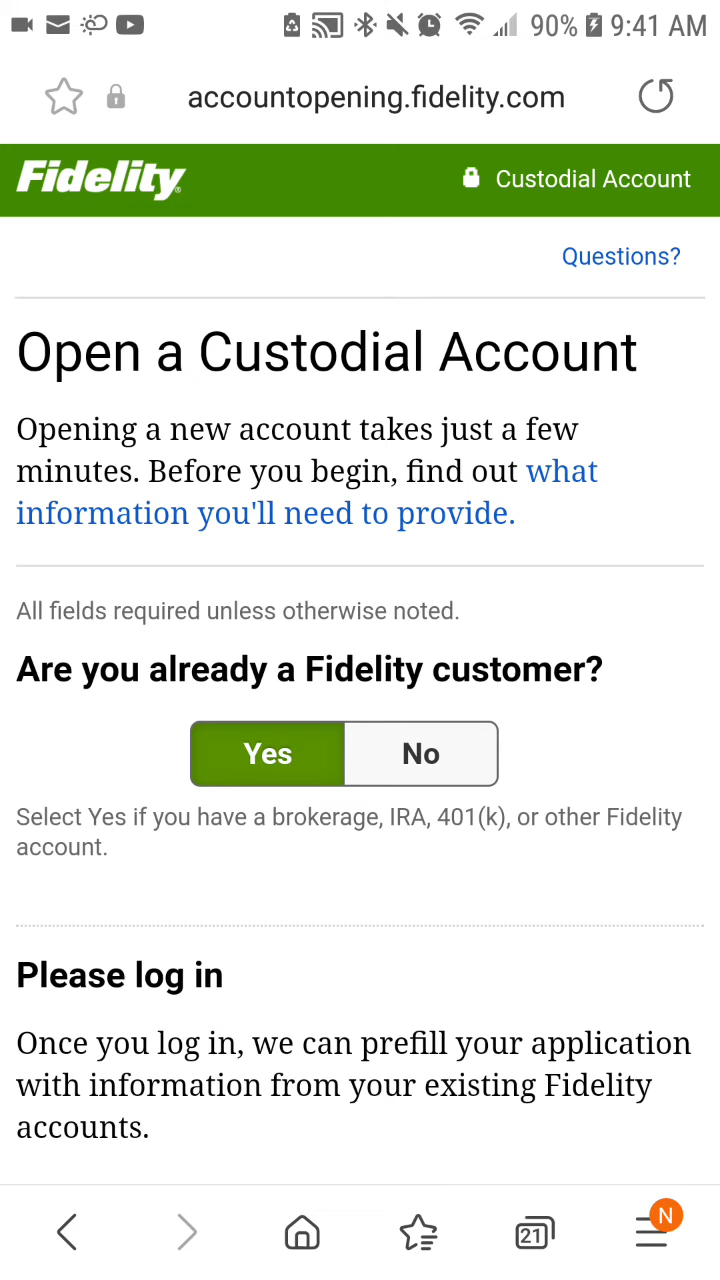 90% 9:41 AM
accountopening.fidelity.com
Fidelity
Custodial Account
Questions?
Open a Custodial Account
Opening a new account takes just a few
minutes. Before you begin, find out what
information you'll need to provide.
All fields required unless otherwise noted.
Are you already a Fidelity customer?
Yes No
Select Yes if you have a brokerage, IRA, 401(k), or other Fidelity
account.
Please log in
Once you log in, we can prefill your application
with information from your existing Fidelity
accounts.
21 N